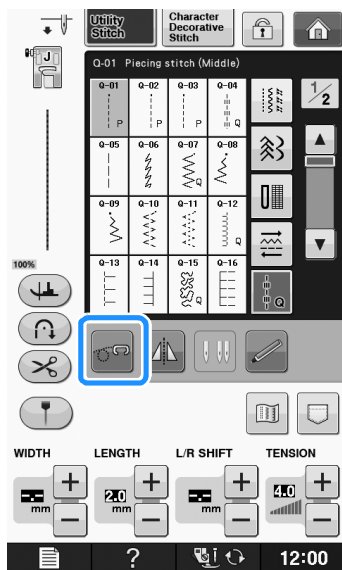 Utility Stitch
Character Decorative Stitch
J
Q-01 Piecing stitch (Middle)
1/2
Q-01 Q-02 Q-03 Q-04
P P P Q
Q-05 Q-06 Q-07 Q-08
Q
Q-09 Q-10 Q-11 Q-12
Q
Q-13 Q-14 Q-15 Q-16
Q
Q
100%
WIDTH LENGTH L/R SHIFT TENSION
-.- mm
2.0 mm
-.- mm
4.0
?
12:00